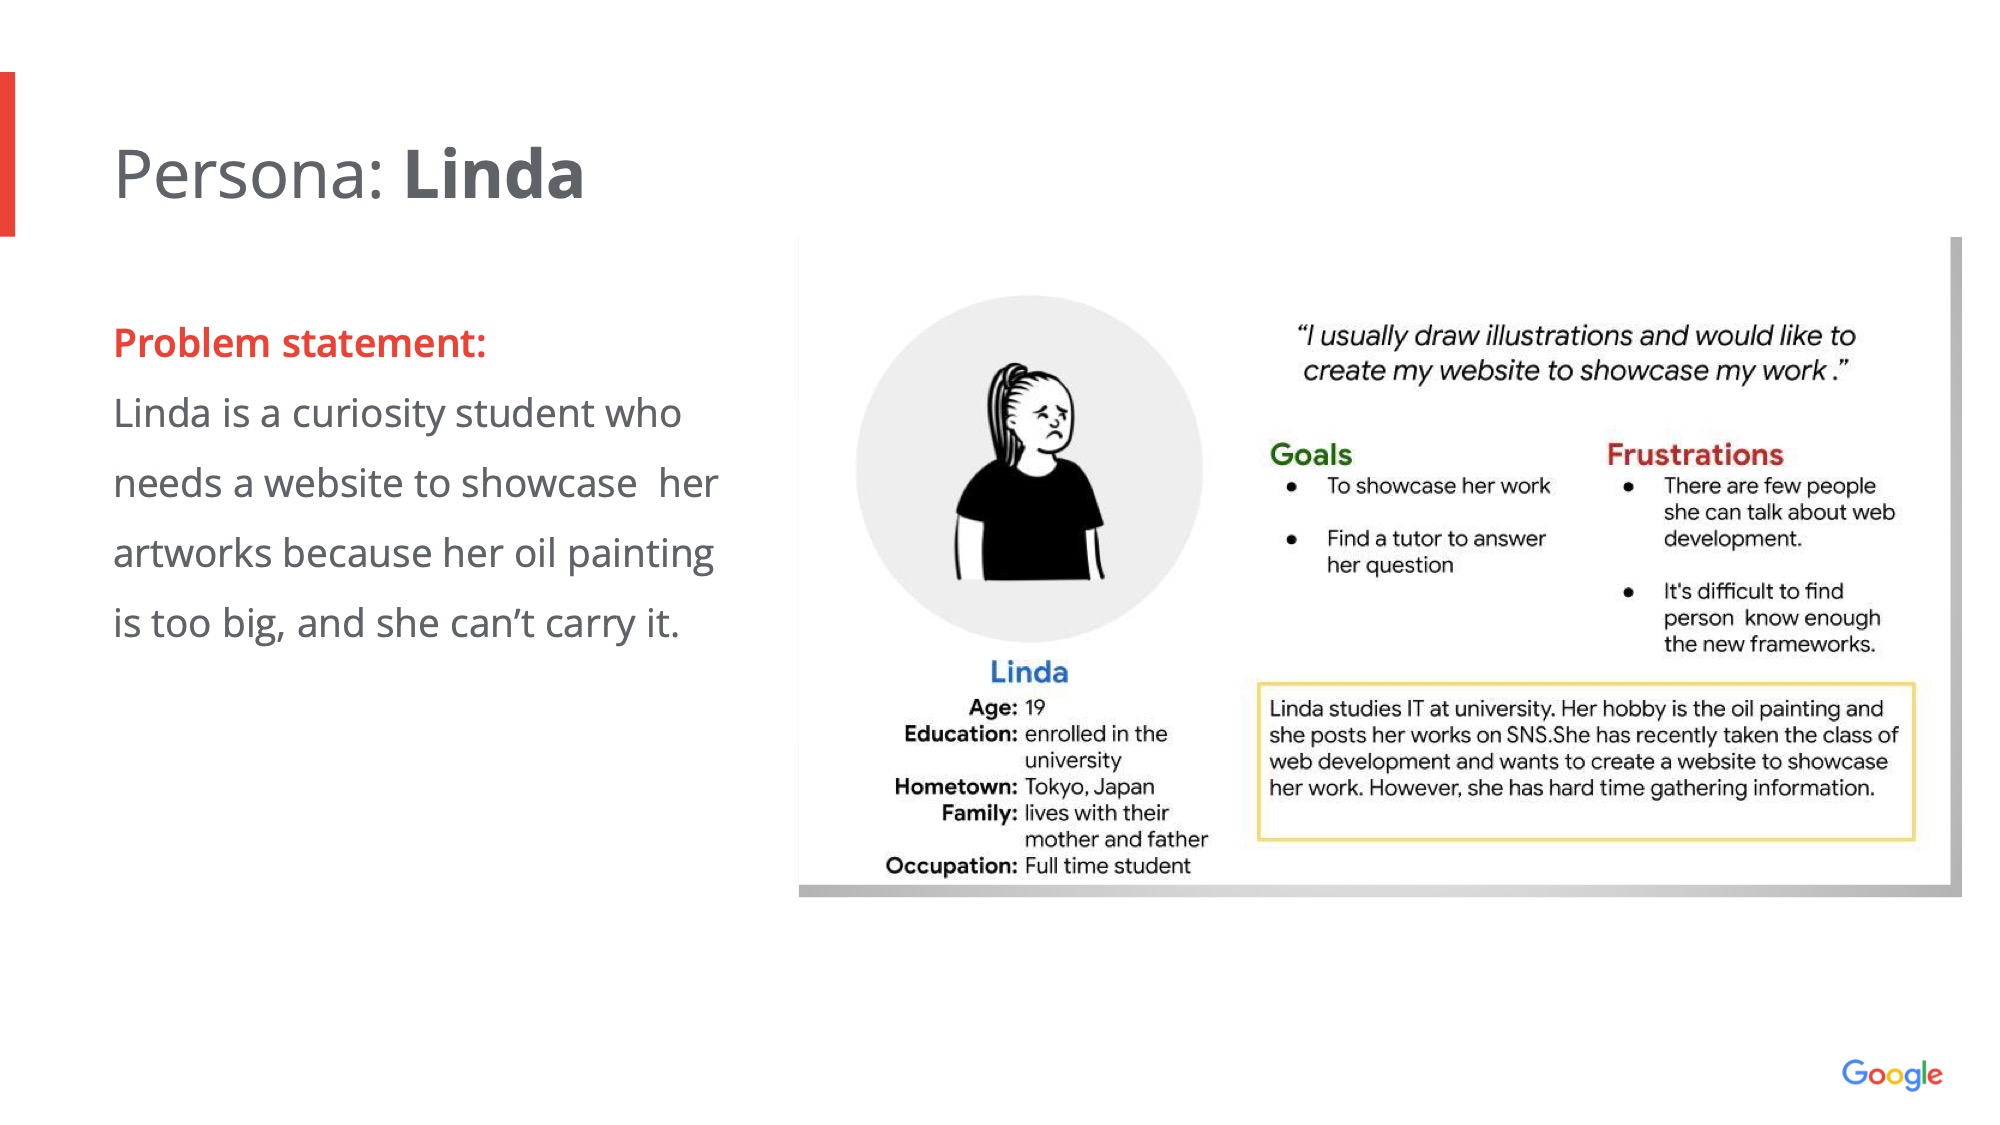 Persona: Linda
Problem statement:
Linda is a curiosity student who
needs a website to showcase  her
artworks because her oil painting
is too big, and she can’t carry it.
“I usually draw illustrations and would like to
create my website to showcase my work .”
Goals
● To showcase her work
● Find a tutor to answer
her question
Frustrations
● There are few people
she can talk about web
development.
● It's difficult to find
person  know enough
the new frameworks.
Linda
Age: 19
Education: enrolled in the
university
Hometown: Tokyo, Japan
Family: lives with their
mother and father
Occupation: Full time student
Linda studies IT at university. Her hobby is the oil painting and
she posts her works on SNS.She has recently taken the class of
web development and wants to create a website to showcase
her work. However, she has hard time gathering information.
Google